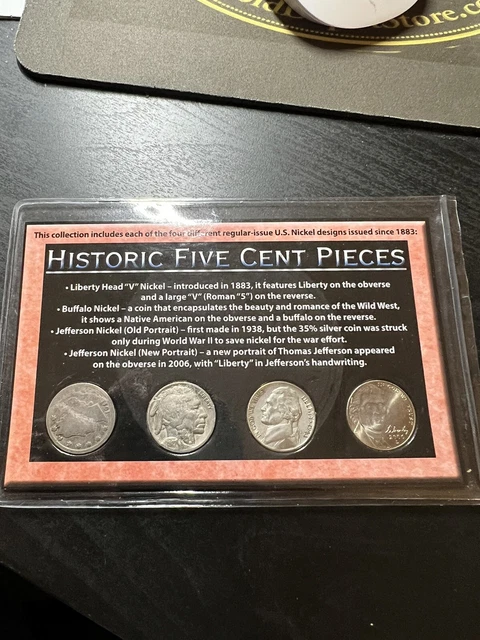 Store.co
This collection includes each of the four different regular-issue U.S. Nickel designs issued since 1883:
HISTORIC FIVE CENT PIECES
• Liberty Head "V" Nickel – introduced in 1883, it features Liberty on the obverse
and a large "V" (Roman "5") on the reverse.
• Buffalo Nickel – a coin that encapsulates the beauty and romance of the Wild West,
it shows a Native American on the obverse and a buffalo on the reverse.
• Jefferson Nickel (Old Portrait) – first made in 1938, but the 35% silver coin was struck
only during World War II to save nickel for the war effort.
• Jefferson Nickel (New Portrait) – a new portrait of Thomas Jefferson appeared
on the obverse in 2006, with "Liberty" in Jefferson's handwriting.
Liberty
2006